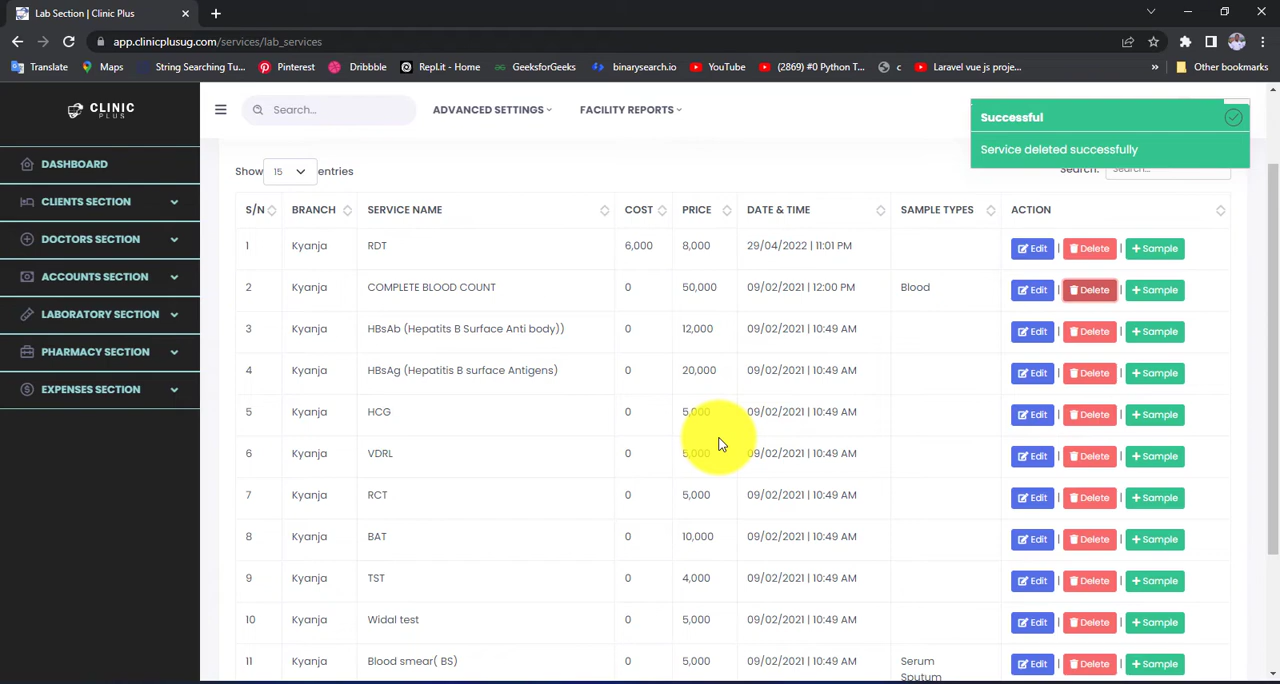 Lab Section | Clinic Plus
app.clinicplusug.com/services/lab_services
Translate Maps String Searching Tu... Pinterest Dribbble Repl.it - Home GeeksforGeeks binarysearch.io YouTube (2869) #0 Python T... c Laravel vue js proje... » Other bookmarks
CLINIC
PLUS
Search...
ADVANCED SETTINGS
FACILITY REPORTS
Successful
Service deleted successfully
DASHBOARD
CLIENTS SECTION
DOCTORS SECTION
ACCOUNTS SECTION
LABORATORY SECTION
PHARMACY SECTION
EXPENSES SECTION
Show 15 entries
Search: Search...
S/N BRANCH SERVICE NAME COST PRICE DATE & TIME SAMPLE TYPES ACTION
1 Kyanja RDT 6,000 8,000 29/04/2022 | 11:01 PM Edit | Delete | + Sample
2 Kyanja COMPLETE BLOOD COUNT 0 50,000 09/02/2021 | 12:00 PM Blood Edit | Delete | + Sample
3 Kyanja HBsAb (Hepatits B Surface Anti body)) 0 12,000 09/02/2021 | 10:49 AM Edit | Delete | + Sample
4 Kyanja HBsAg (Hepatitis B surface Antigens) 0 20,000 09/02/2021 | 10:49 AM Edit | Delete | + Sample
5 Kyanja HCG 0 5,000 09/02/2021 | 10:49 AM Edit | Delete | + Sample
6 Kyanja VDRL 0 5,000 09/02/2021 | 10:49 AM Edit | Delete | + Sample
7 Kyanja RCT 0 5,000 09/02/2021 | 10:49 AM Edit | Delete | + Sample
8 Kyanja BAT 0 10,000 09/02/2021 | 10:49 AM Edit | Delete | + Sample
9 Kyanja TST 0 4,000 09/02/2021 | 10:49 AM Edit | Delete | + Sample
10 Kyanja Widal test 0 5,000 09/02/2021 | 10:49 AM Edit | Delete | + Sample
11 Kyanja Blood smear( BS) 0 5,000 09/02/2021 | 10:49 AM Serum Edit | Delete | + Sample
Sputum